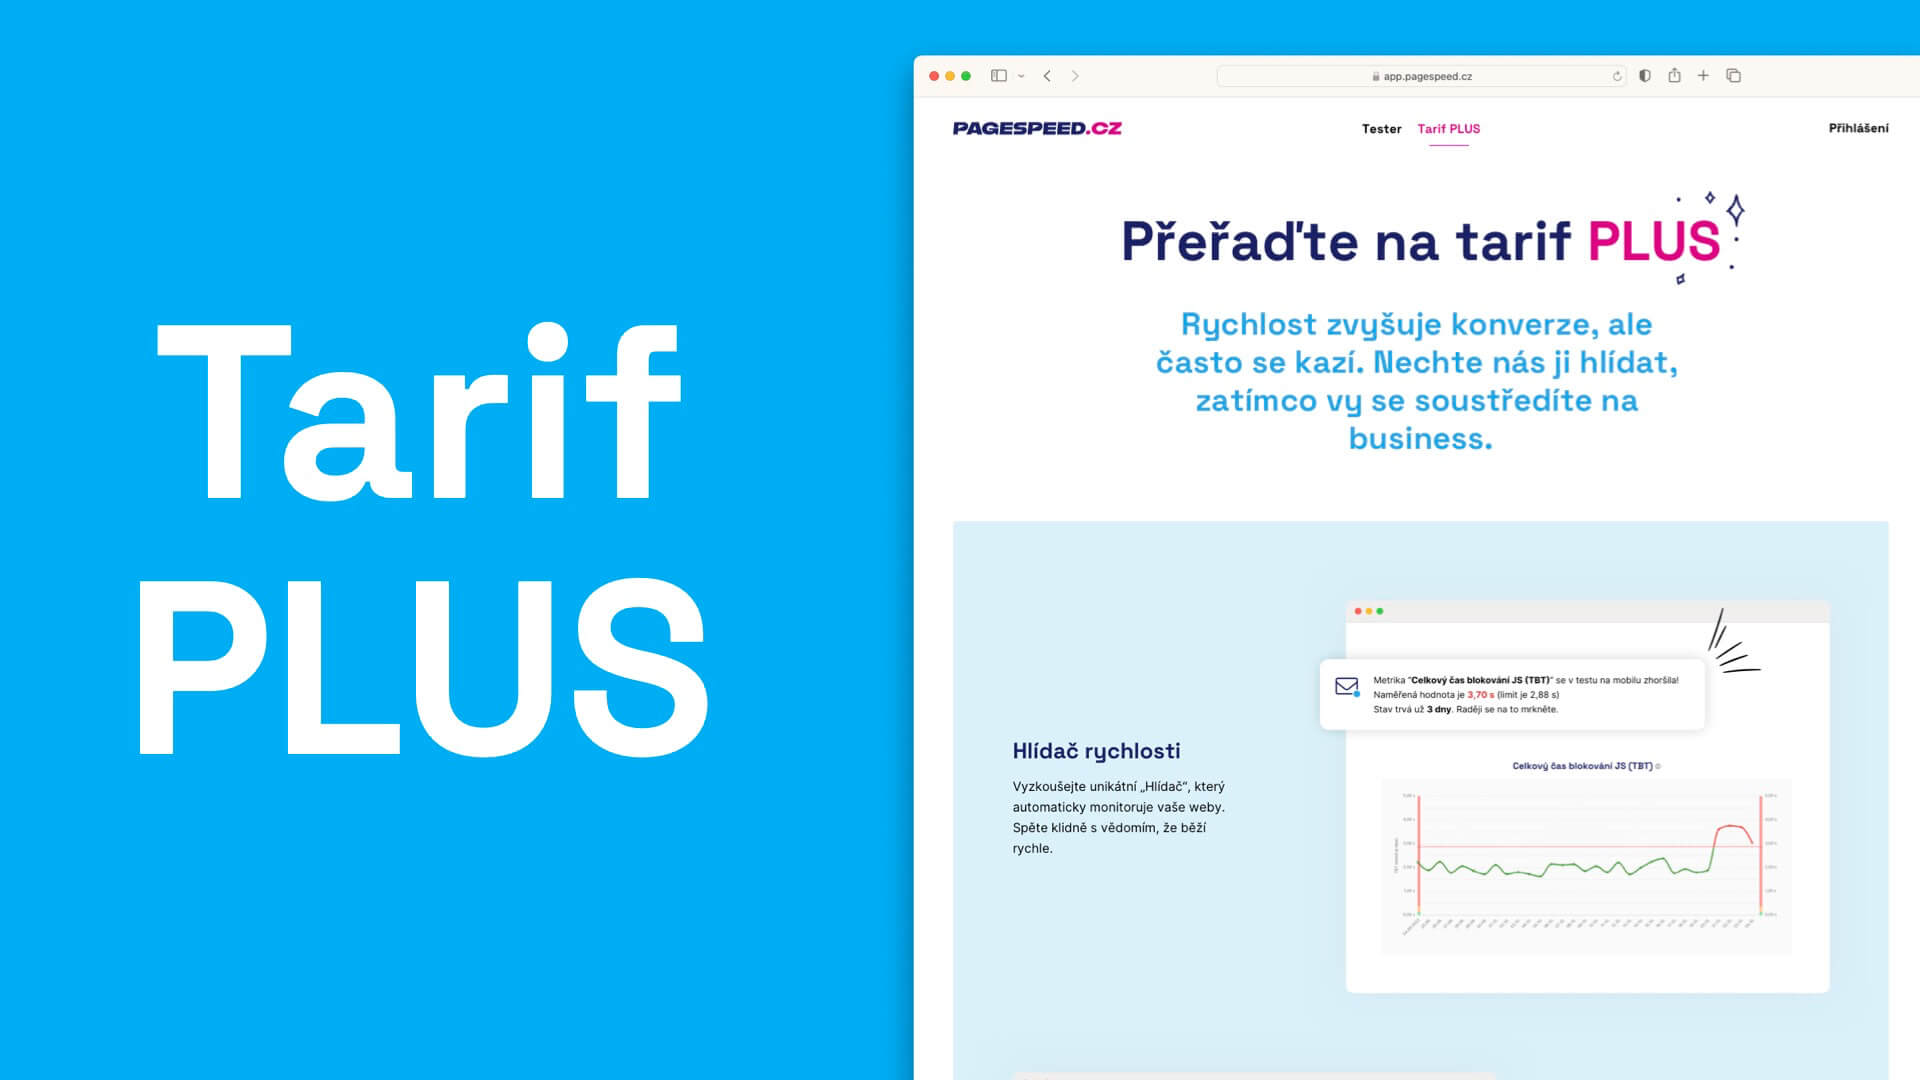 Tarif
PLUS
app.pagespeed.cz
PAGESPEED.CZ
Tester
Tarif PLUS
Přihlášení
Přeřaďte na tarif PLUS
Rychlost zvyšuje konverze, ale
často se kazí. Nechte nás ji hlídat,
zatímco vy se soustředíte na
business.
Hlídač rychlosti
Vyzkoušejte unikátní „Hlídač“, který
automaticky monitoruje vaše weby.
Spěte klidně s vědomím, že běží
rychle.
Metrika "Celkový čas blokování JS (TBT)" se v testu na mobilu zhoršila!
Naměřená hodnota je 3,70 s (limit je 2,88 s)
Stav trvá už 3 dny. Raději se na to mrkněte.
Celkový čas blokování JS (TBT)